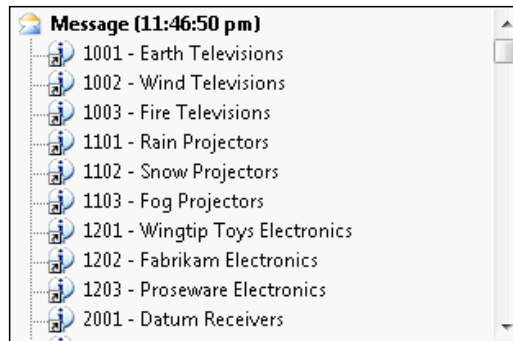 Message (11:46:50 pm)
1001 - Earth Televisions
1002 - Wind Televisions
1003 - Fire Televisions
1101 - Rain Projectors
1102 - Snow Projectors
1103 - Fog Projectors
1201 - Wingtip Toys Electronics
1202 - Fabrikam Electronics
1203 - Proseware Electronics
2001 - Datum Receivers